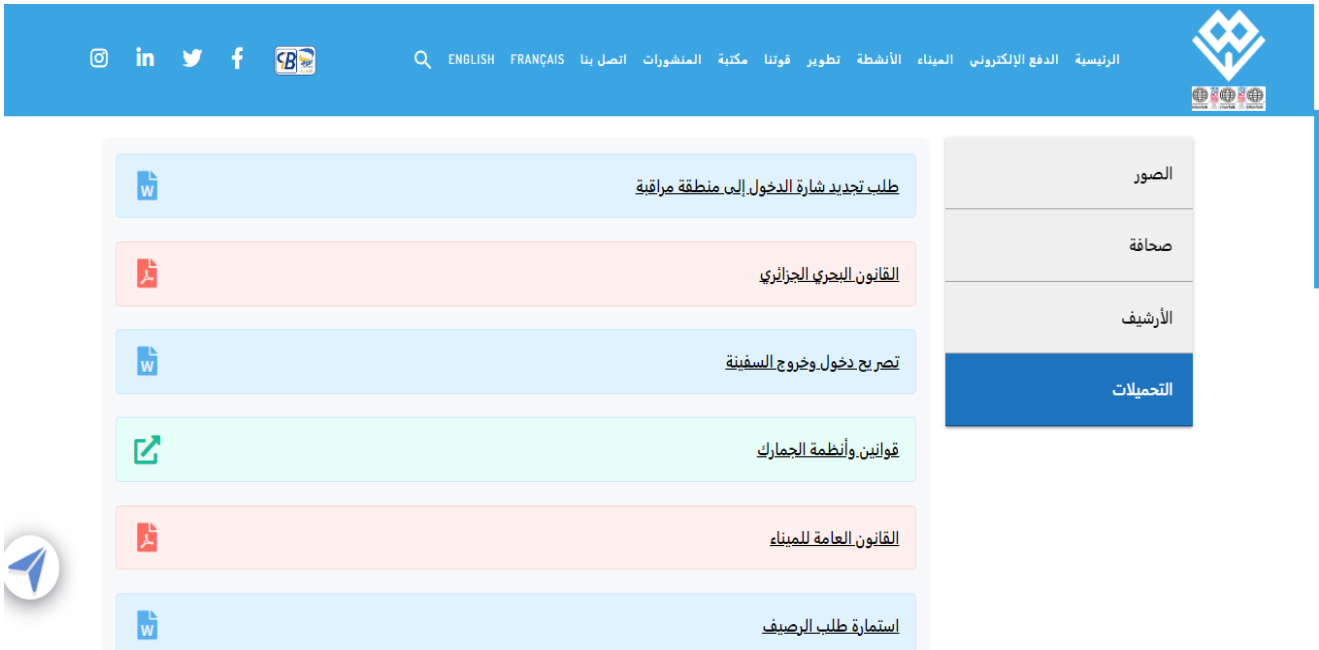 الرئيسية الدفع الإلكتروني الميناء الأنشطة تطوير قوتنا مكتبة المنشورات اتصل بنا FRANÇAIS ENGLISH
CB
in
الصور
صحافة
الأرشيف
التحميلات
طلب تجديد شارة الدخول إلى منطقة مراقبة
W
القانون البحري الجزائري
تصريح دخول وخروج السفينة
W
قوانين وأنظمة الجمارك
القانون العامة للميناء
استمارة طلب الرصيف
W